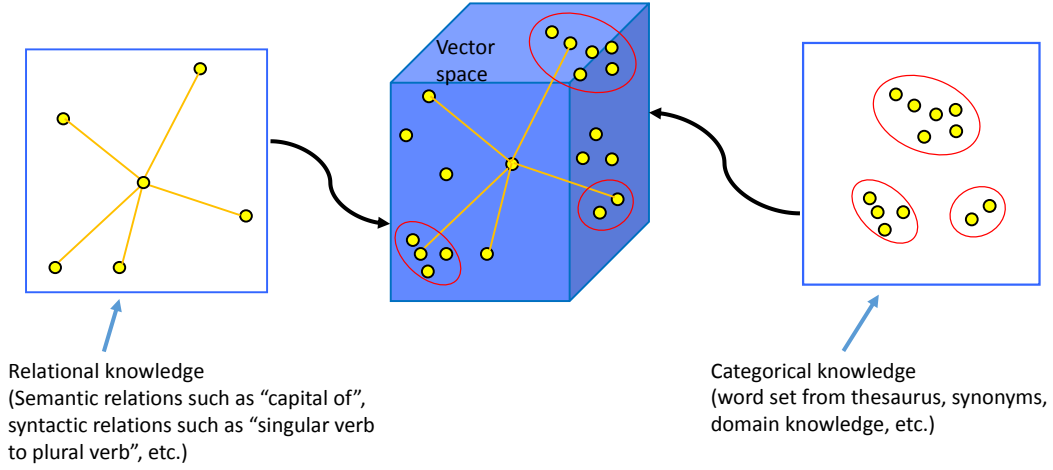 Vector
space
Relational knowledge
(Semantic relations such as “capital of”,
syntactic relations such as “singular verb
to plural verb”, etc.)
Categorical knowledge
(word set from thesaurus, synonyms,
domain knowledge, etc.)